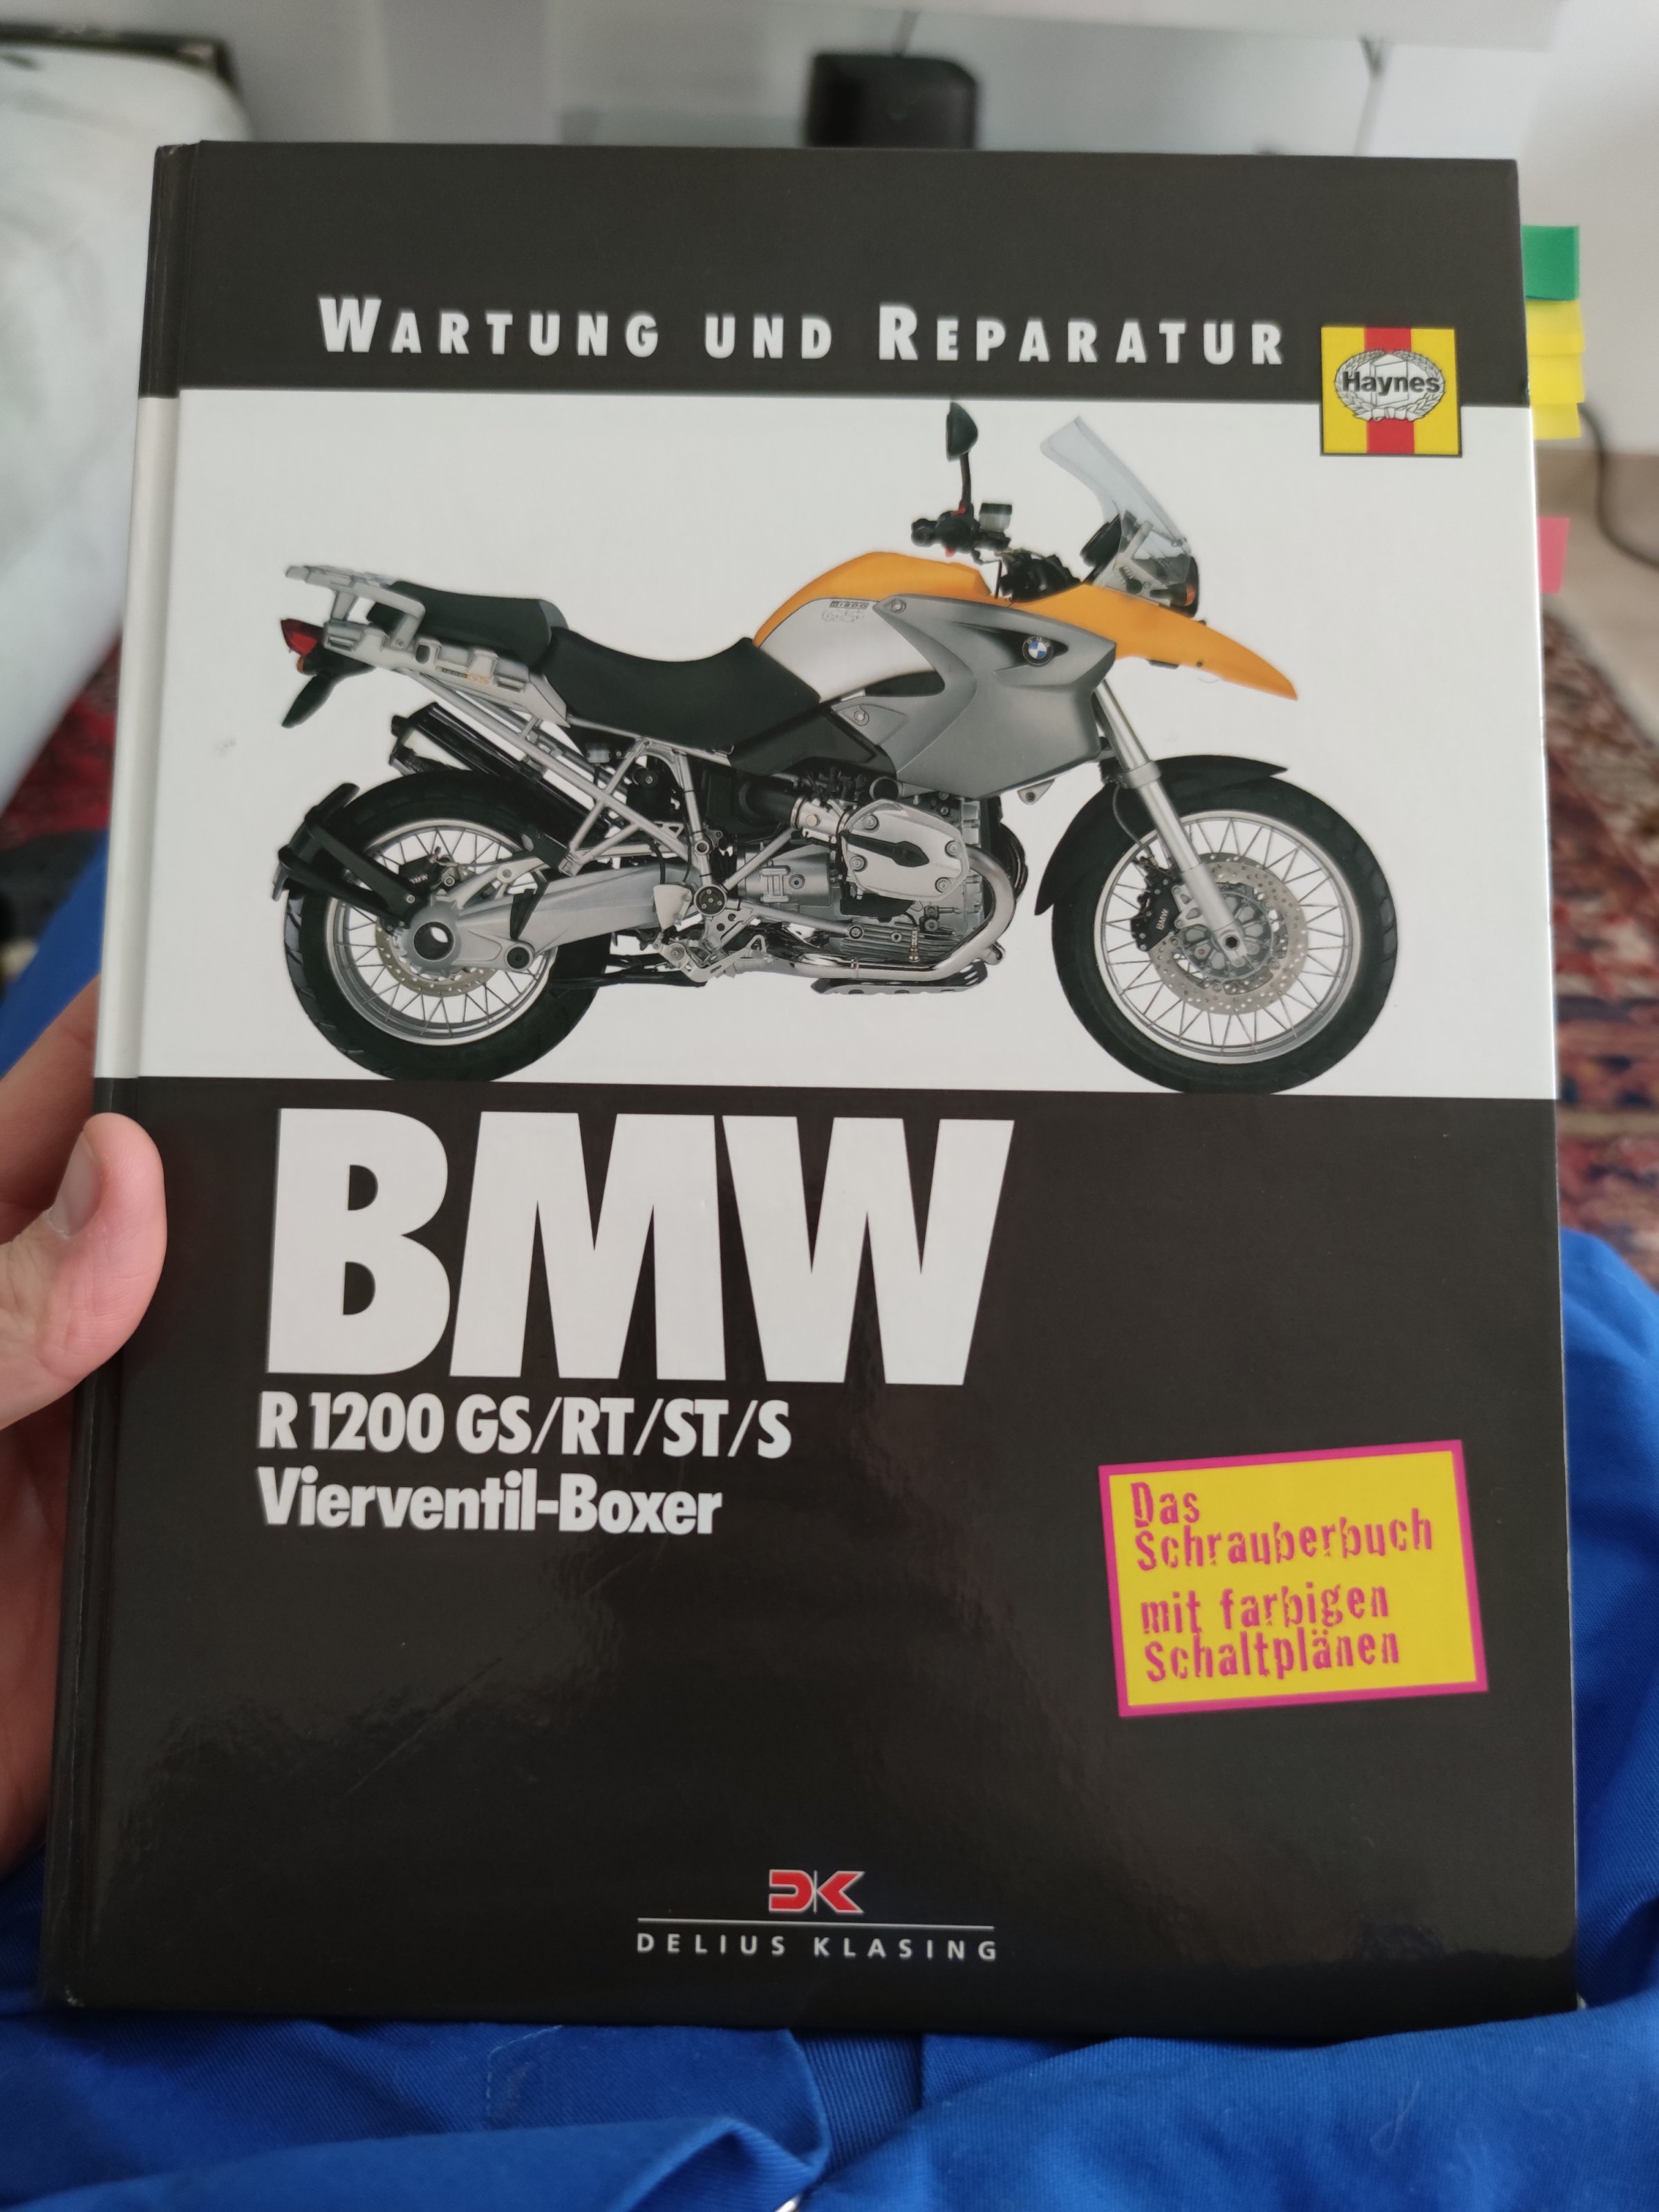 WARTUNG UND REPARATUR
Haynes
BMW
R 1200 GS/RT/ST/S
Vierventil-Boxer
Das
Schrauberbuch
mit farbigen
Schaltplänen
DELIUS KLASING